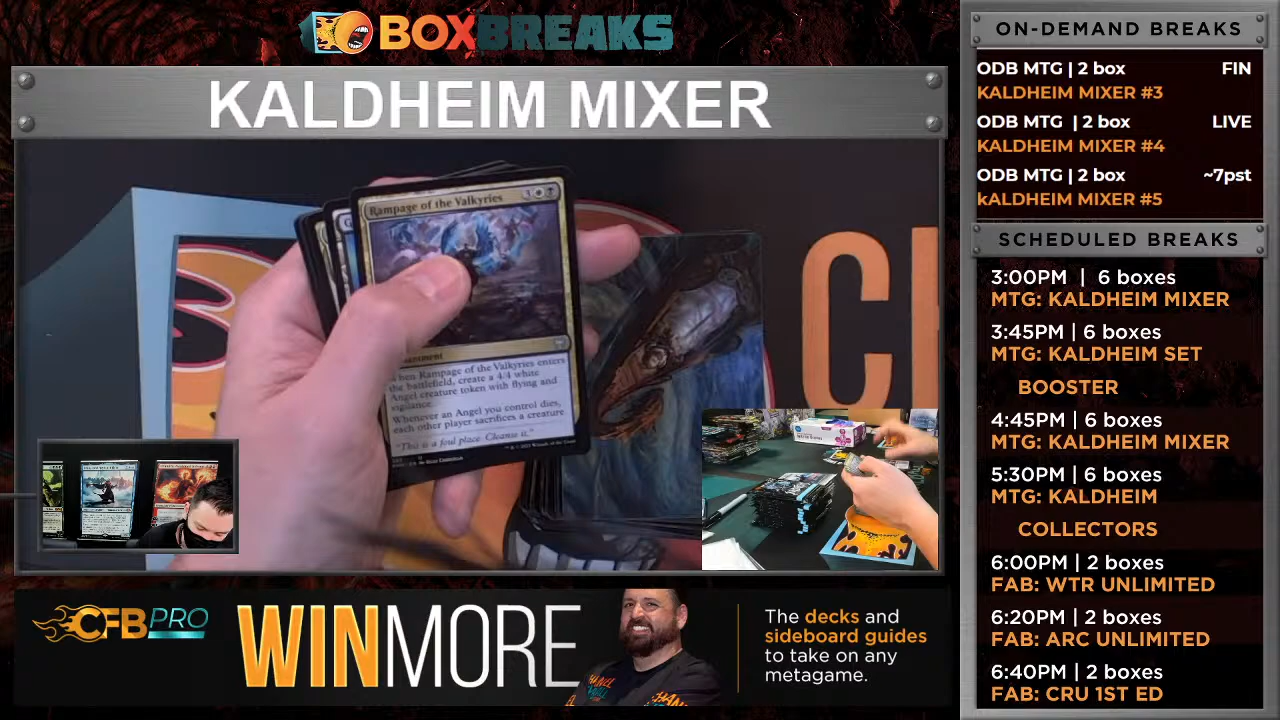 BOXBREAKS
KALDHEIM MIXER
Rampage of the Valkyries
When Rampage of the Valkyries enters
the battlefield, create a 4/4 white
Angel creature token with flying and
vigilance.
Whenever an Angel you control dies,
each other player sacrifices a creature
"This is a foul place. Cleanse it."
CFB PRO
WINMORE
The decks and
sideboard guides
to take on any
metagame.
ON-DEMAND BREAKS
ODB MTG | 2 box FIN
KALDHEIM MIXER #3
ODB MTG | 2 box LIVE
KALDHEIM MIXER #4
ODB MTG | 2 box ~7pst
kALDHEIM MIXER #5
SCHEDULED BREAKS
3:00PM | 6 boxes
MTG: KALDHEIM MIXER
3:45PM | 6 boxes
MTG: KALDHEIM SET
BOOSTER
4:45PM | 6 boxes
MTG: KALDHEIM MIXER
5:30PM | 6 boxes
MTG: KALDHEIM
COLLECTORS
6:00PM | 2 boxes
FAB: WTR UNLIMITED
6:20PM | 2 boxes
FAB: ARC UNLIMITED
6:40PM | 2 boxes
FAB: CRU 1ST ED